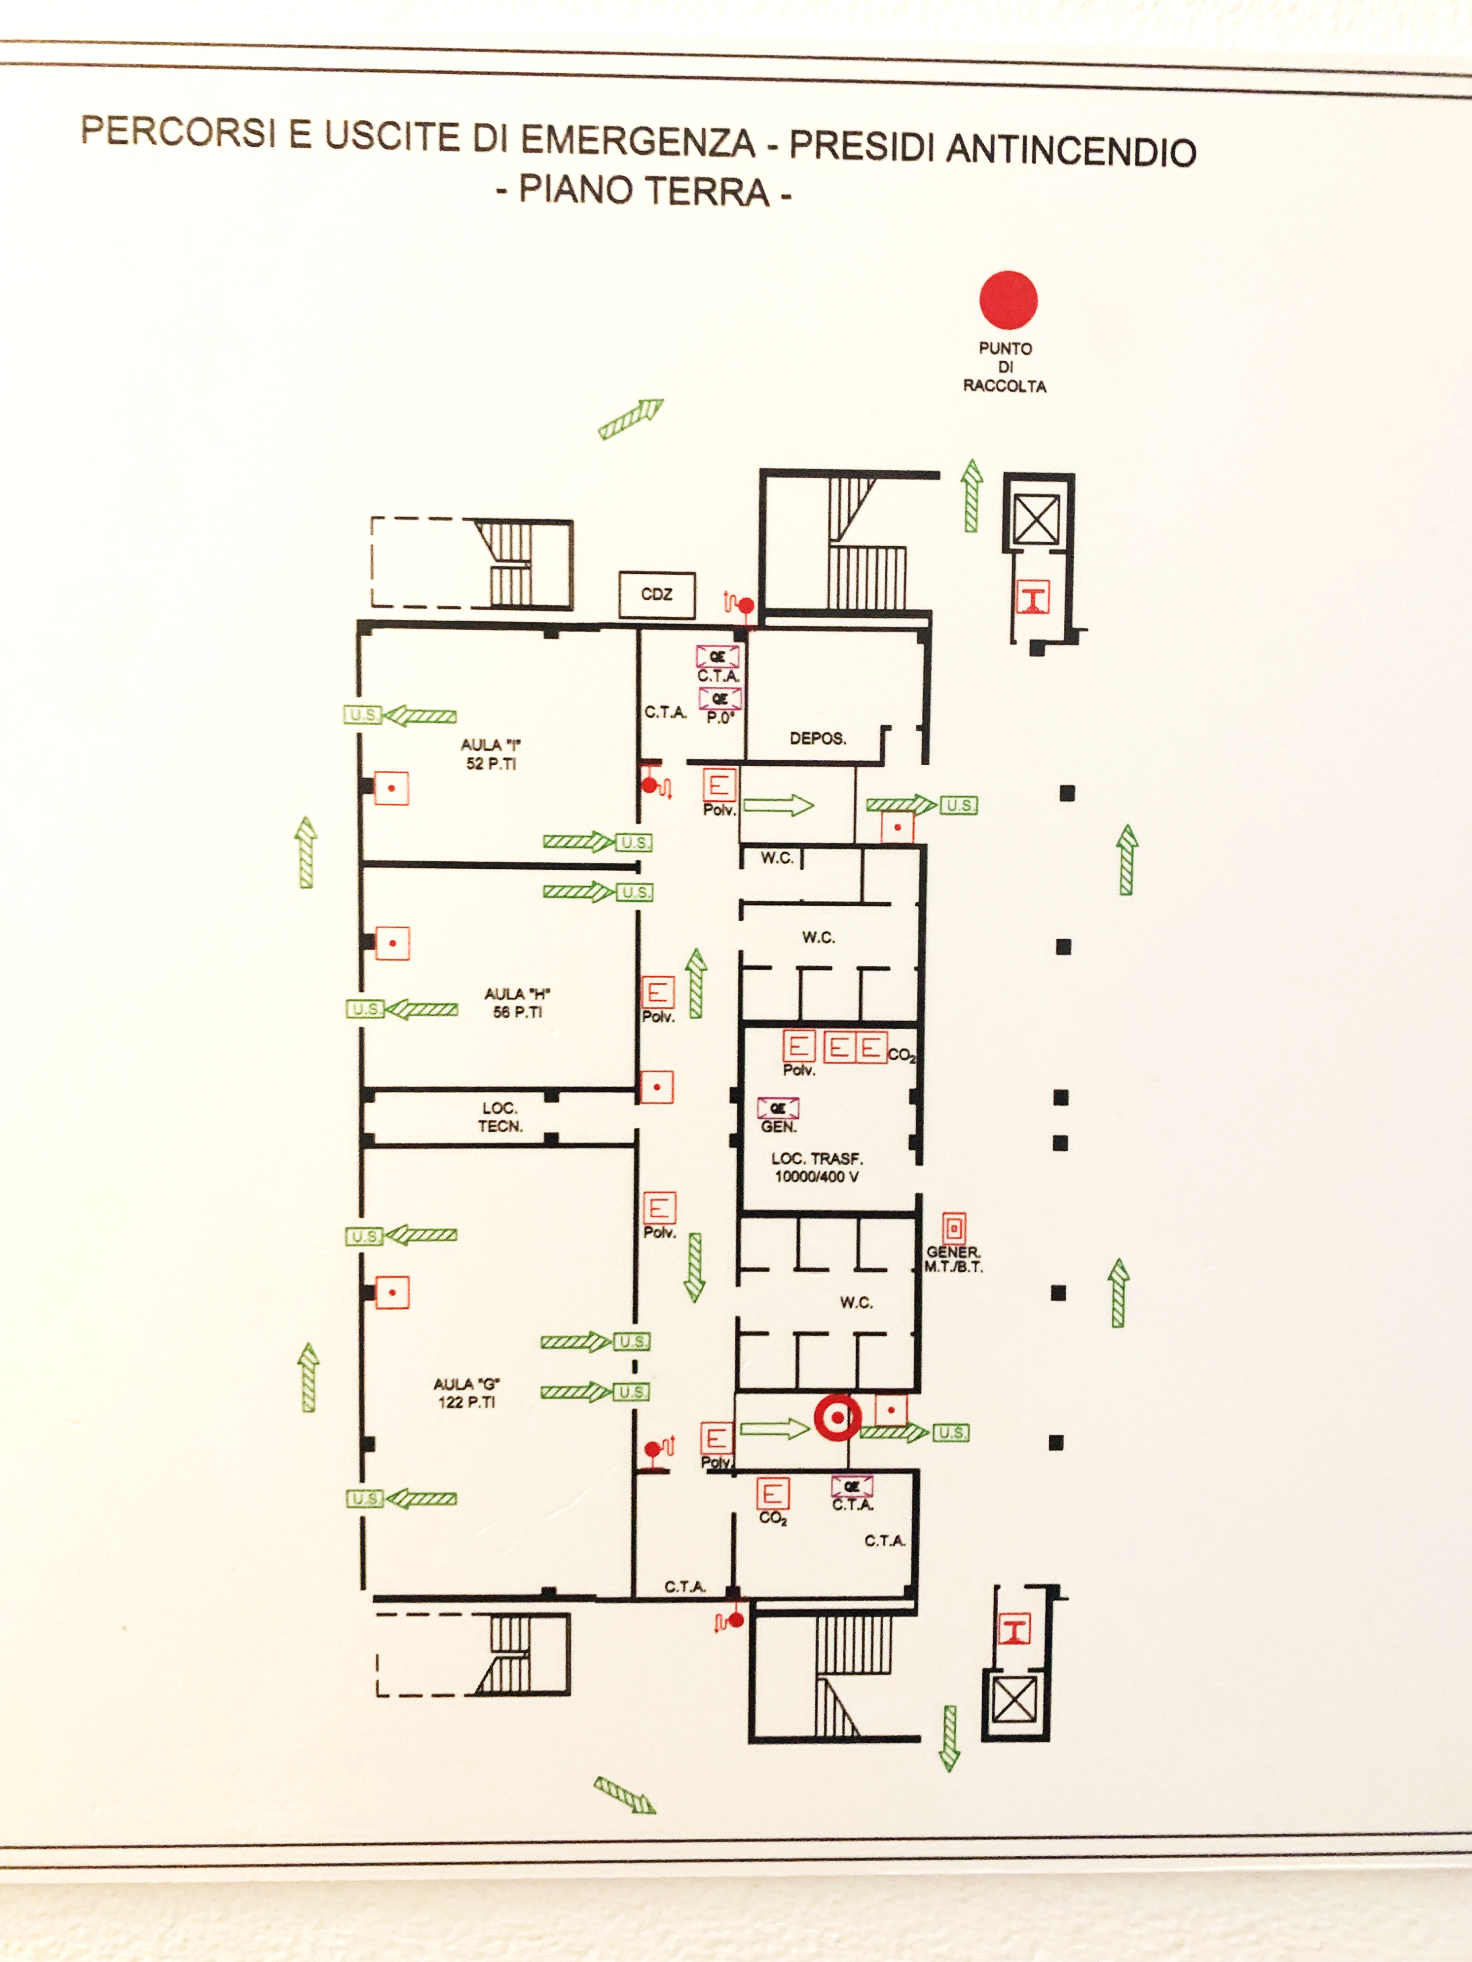 PERCORSI E USCITE DI EMERGENZA - PRESIDI ANTINCENDIO
- PIANO TERRA -
PUNTO
DI
RACCOLTA
CDZ
QE
C.T.A.
QE
P.0°
C.T.A.
DEPOS.
U.S.
AULA "I"
52 P.TI
E
Polv.
U.S.
U.S.
W.C.
U.S.
W.C.
AULA "H"
56 P.TI
U.S.
E
Polv.
E
Polv.
E
E
CO2
QE
GEN.
LOC.
TECN.
LOC. TRASF.
10000/400 V
E
Polv.
U.S.
GENER.
M.T./B.T.
W.C.
U.S.
AULA "G"
122 P.TI
U.S.
E
Polv.
U.S.
U.S.
E
CO2
QE
C.T.A.
C.T.A.
C.T.A.